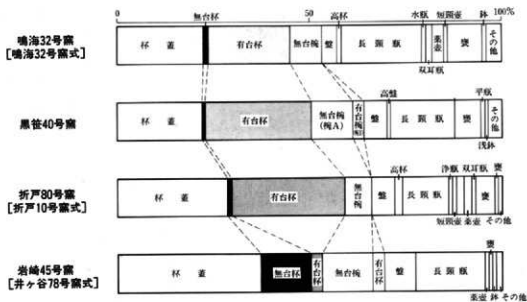 0 50 100%
無台杯 高杯 水瓶 短頸壺 鉢
鳴海32号窯
[鳴海32号窯式]
杯蓋 有台杯 無台椀 盤 長頸瓶 薬壺 甕 その他
双耳瓶
高盤 平瓶
黒笹40号窯
杯蓋 有台杯 無台椀(椀A) 盤 長頸瓶 甕 その他
浅鉢
高杯 浄瓶 双耳瓶 甕
折戸80号窯
[折戸10号窯式]
杯蓋 有台杯 無台椀 盤 長頸瓶
短頸壺 薬壺 その他
甕
岩崎45号窯
[井ヶ谷78号窯式]
杯蓋 無台杯 有台杯 無台椀 有台杯 盤 長頸瓶
薬壺 鉢 その他